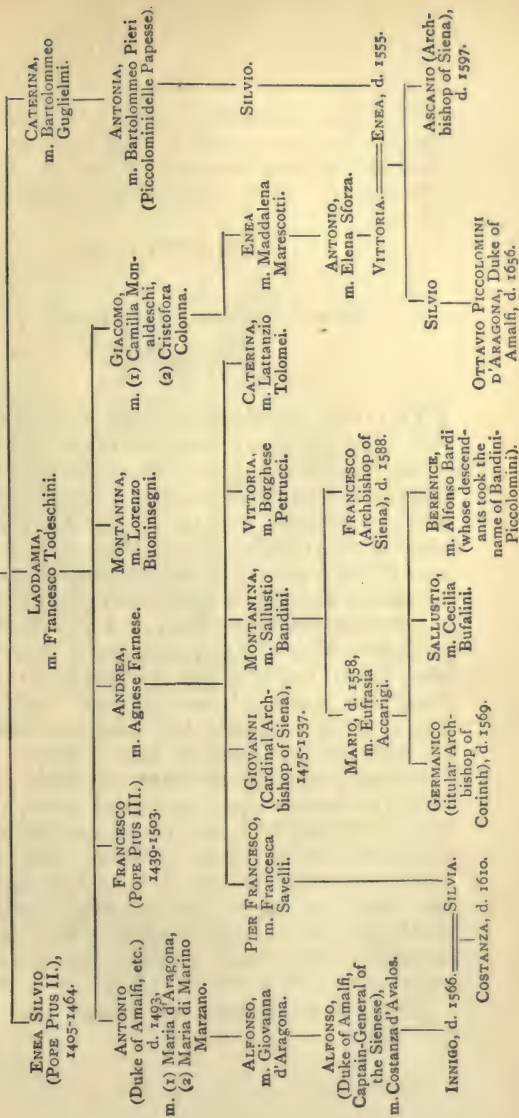 ENEA SILVIO
(POPE PIUS II.),
1405-1464.
LAODAMIA,
m. Francesco Todeschini.
CATERINA,
m. Bartolommeo
Guglielmi.
ANTONIO
(Duke of Amalfi, etc.)
d. 1493,
m. (1) Maria d'Aragona,
(2) Maria di Marino
Marzano.
FRANCESCO
(POPE PIUS III.)
1439-1503.
ANDREA,
m. Agnese Farnese.
MONTANINA,
m. Lorenzo
Buoninsegni.
GIACOMO,
m. (1) Camilla Mon-
aldeschi,
(2) Cristofora
Colonna.
ANTONIA,
m. Bartolommeo Pieri
(Piccolomini delle Papesse).
ALFONSO,
m. Giovanna
d'Aragona.
PIER FRANCESCO,
m. Francesca
Savelli.
GIOVANNI
(Cardinal Arch-
bishop of Siena),
1475-1537.
MONTANINA,
m. Sallustio
Bandini.
VITTORIA,
m. Borghese
Petrucci.
CATERINA,
m. Lattanzio
Tolomei.
ENEA
m. Maddalena
Marescotti.
SILVIO.
ALFONSO,
(Duke of Amalfi,
Captain-General of
the Sienese),
m. Costanza d'Avalos.
MARIO, d. 1558,
m. Eufrasia
Accarigi.
FRANCESCO
(Archbishop of
Siena), d. 1588.
ANTONIO,
m. Elena Sforza.
VITTORIA.══ENEA, d. 1555.
INNIGO, d. 1566.══SILVIA.
GERMANICO
(titular Arch-
bishop of
Corinth), d. 1569.
SALLUSTIO,
m. Cecilia
Bufalini.
BERENICE,
m. Alfonso Bardi
(whose descend-
ants took the
name of Bandini-
Piccolomini).
SILVIO
ASCANIO (Arch-
bishop of Siena),
d. 1597.
COSTANZA, d. 1610.
OTTAVIO PICCOLOMINI
D'ARAGONA, Duke of
Amalfi, d. 1656.